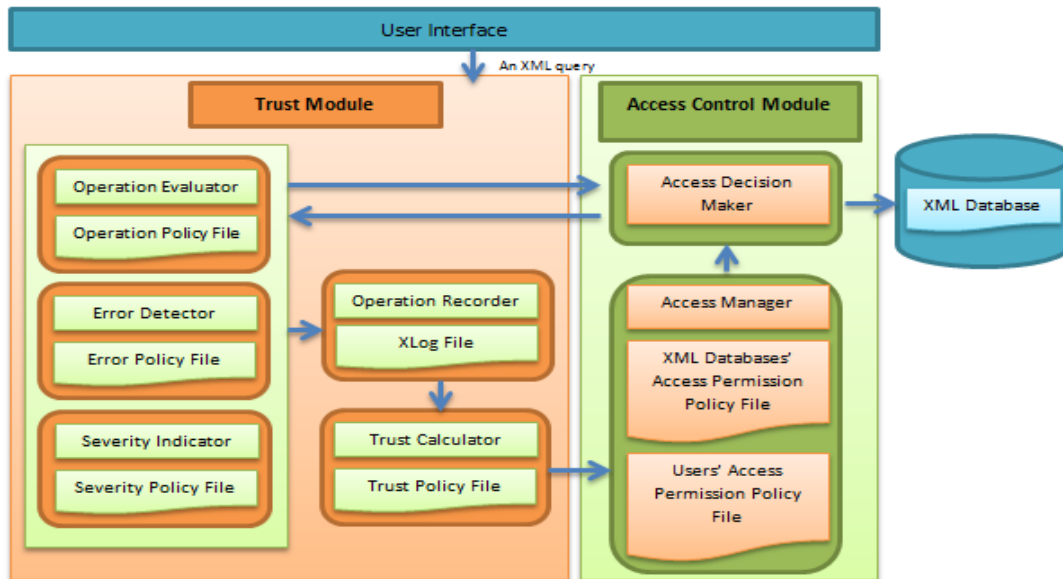 User Interface
An XML query
Trust Module
Operation Evaluator
Operation Policy File
Error Detector
Error Policy File
Severity Indicator
Severity Policy File
Operation Recorder
XLog File
Trust Calculator
Trust Policy File
Access Control Module
Access Decision
Maker
Access Manager
XML Databases'
Access Permission
Policy File
Users' Access
Permission Policy
File
XML Database